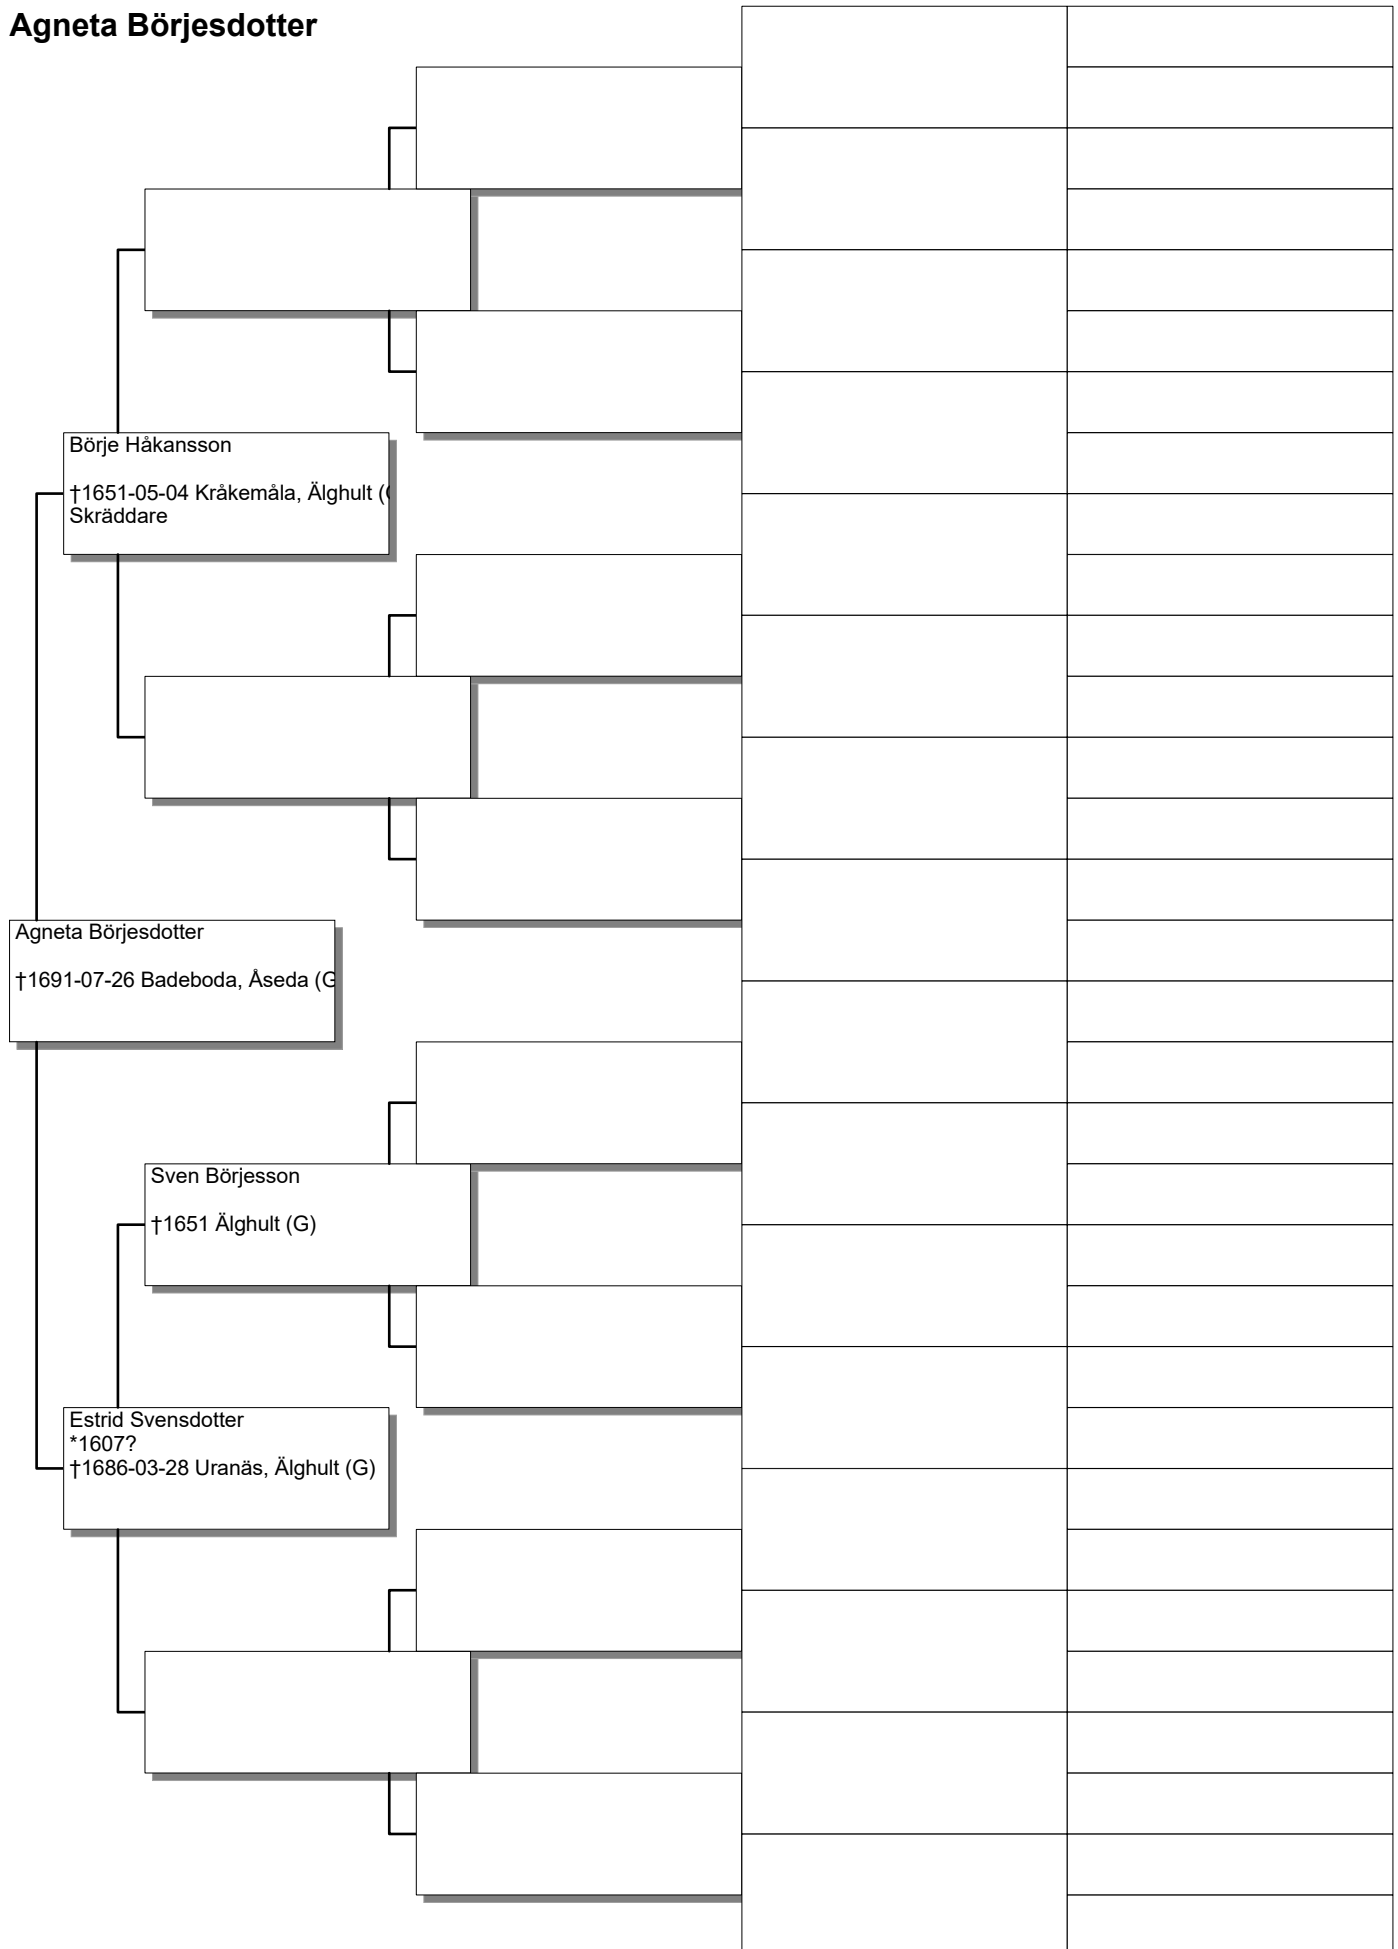 Agneta Börjesdotter
Börje Håkansson
†1651-05-04 Kråkemåla, Älghult (
Skräddare
Agneta Börjesdotter
†1691-07-26 Badeboda, Åseda (G
Sven Börjesson
†1651 Älghult (G)
Estrid Svensdotter
*1607?
†1686-03-28 Uranäs, Älghult (G)